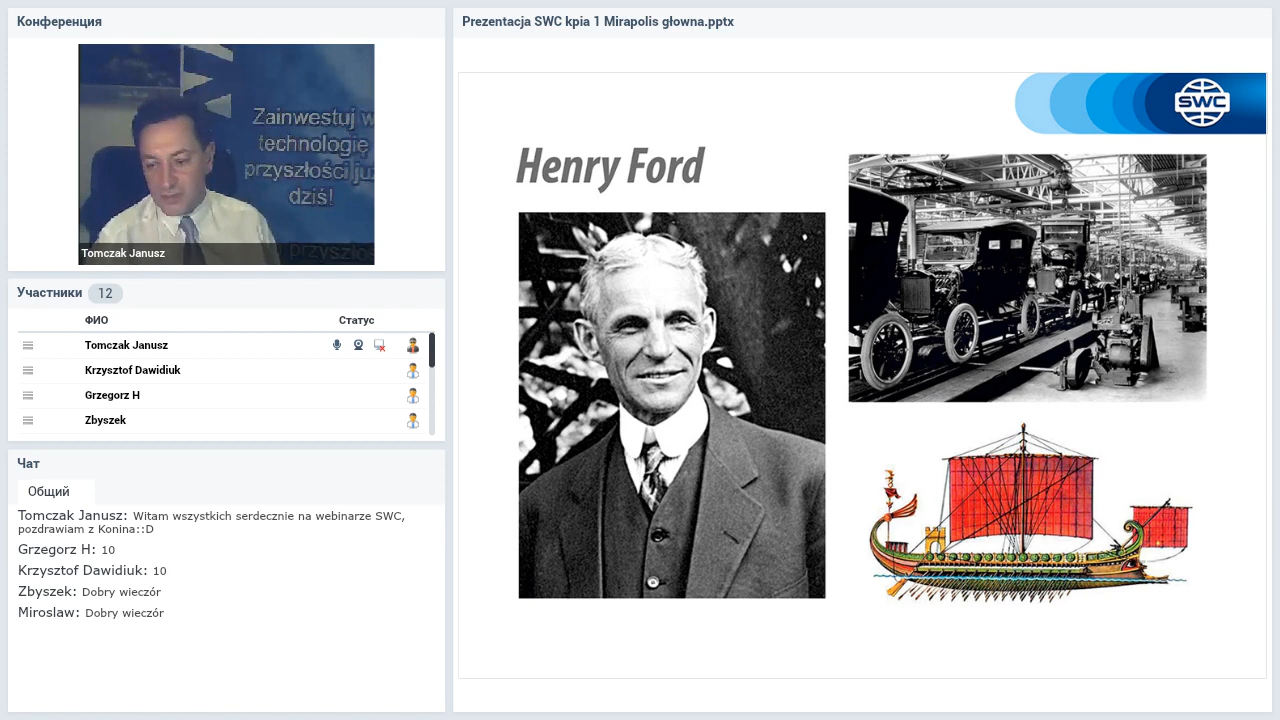 Конференция
Zainwestuj w
technologię
przyszłości już
dziś!
przyszło
Tomczak Janusz
Участники 12
ФИО Статус
Tomczak Janusz
Krzysztof Dawidiuk
Grzegorz H
Zbyszek
Чат
Общий
Tomczak Janusz: Witam wszystkich serdecznie na webinarze SWC,
pozdrawiam z Konina::D
Grzegorz H: 10
Krzysztof Dawidiuk: 10
Zbyszek: Dobry wieczór
Miroslaw: Dobry wieczór
Prezentacja SWC kpia 1 Mirapolis głowna.pptx
SWC
Henry Ford